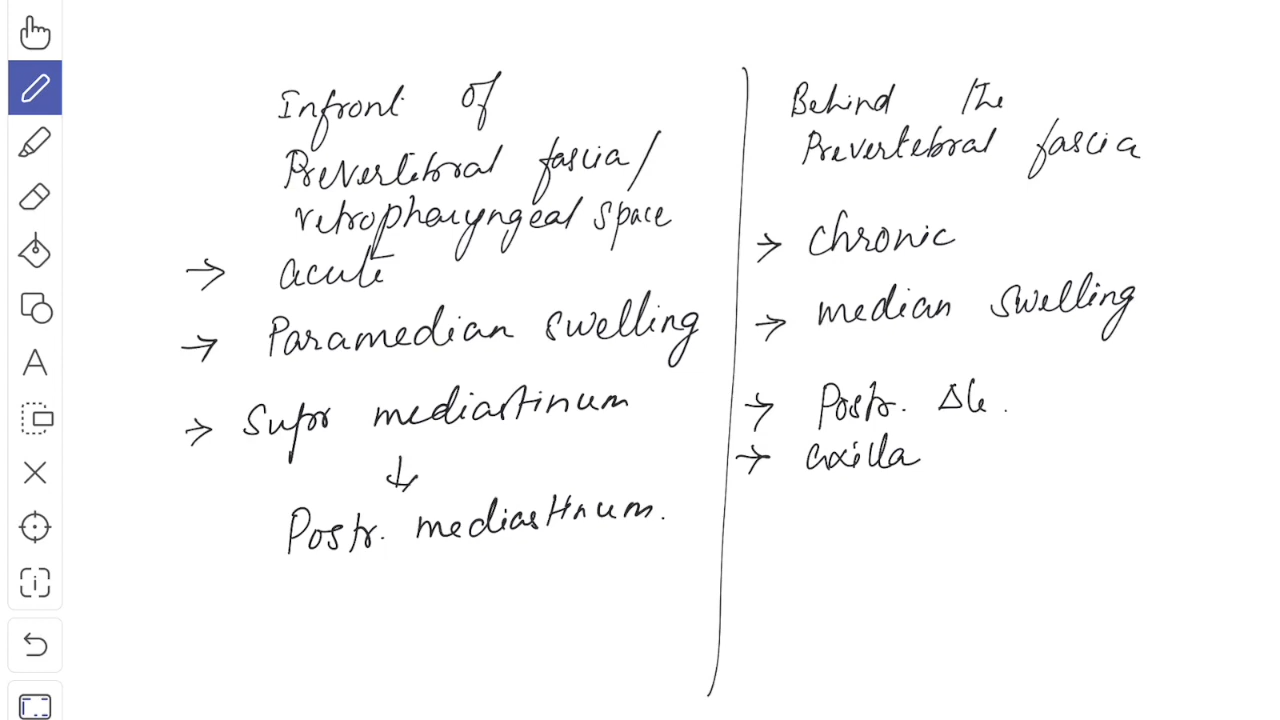 Infront of
Prevertebral fascia/
retropharyngeal space
→ acute
→ Paramedian swelling
→ Supr mediastinum
↓
Postr. mediastinum.
Behind the
Prevertebral fascia
→ chronic
→ median swelling
→ Postr. Δle.
→ axilla
A